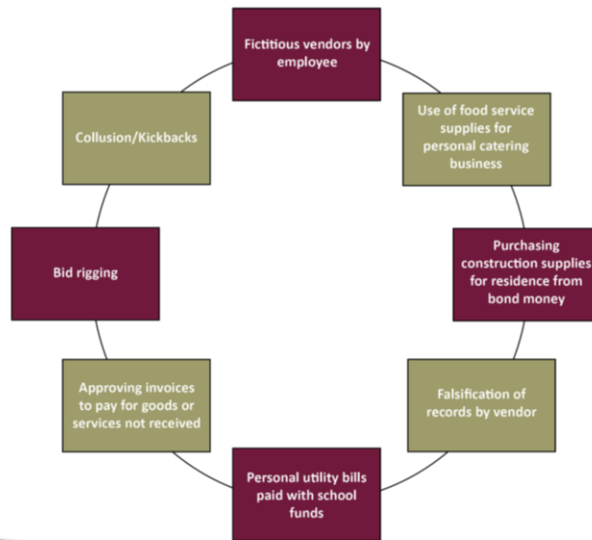 Fictitious vendors by
employee
Use of food service
supplies for
personal catering
business
Purchasing
construction supplies
for residence from
bond money
Falsification of
records by vendor
Personal utility bills
paid with school
funds
Approving invoices
to pay for goods or
services not received
Bid rigging
Collusion/Kickbacks